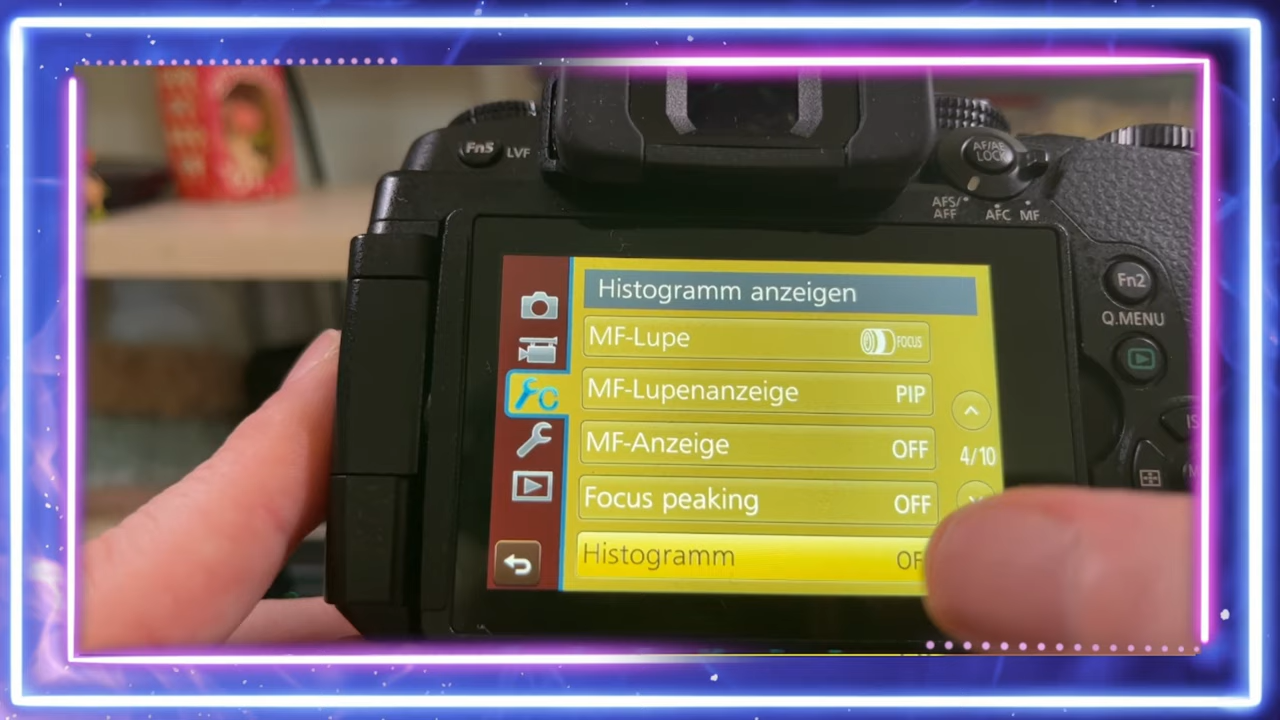 FnS LVF
AF/AE
LOCK
AFS/
AFF AFC MF
Fn2
Q.MENU
Histogramm anzeigen
MF-Lupe FOCUS
MF-Lupenanzeige PIP
MF-Anzeige OFF
4/10
Focus peaking OFF
Histogramm